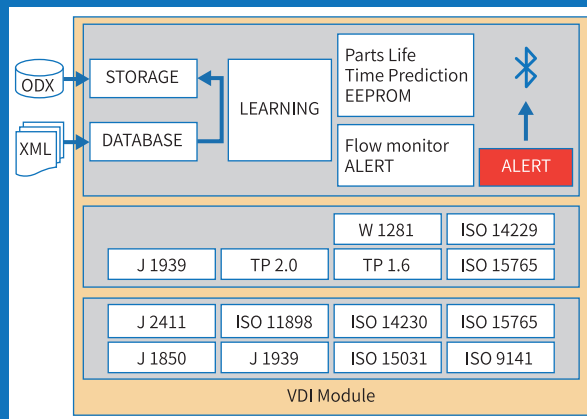 ODX
STORAGE
XML
DATABASE
LEARNING
Parts Life
Time Prediction
EEPROM
Flow monitor
ALERT
ALERT
W 1281
ISO 14229
J 1939
TP 2.0
TP 1.6
ISO 15765
J 2411
ISO 11898
ISO 14230
ISO 15765
J 1850
J 1939
ISO 15031
ISO 9141
VDI Module